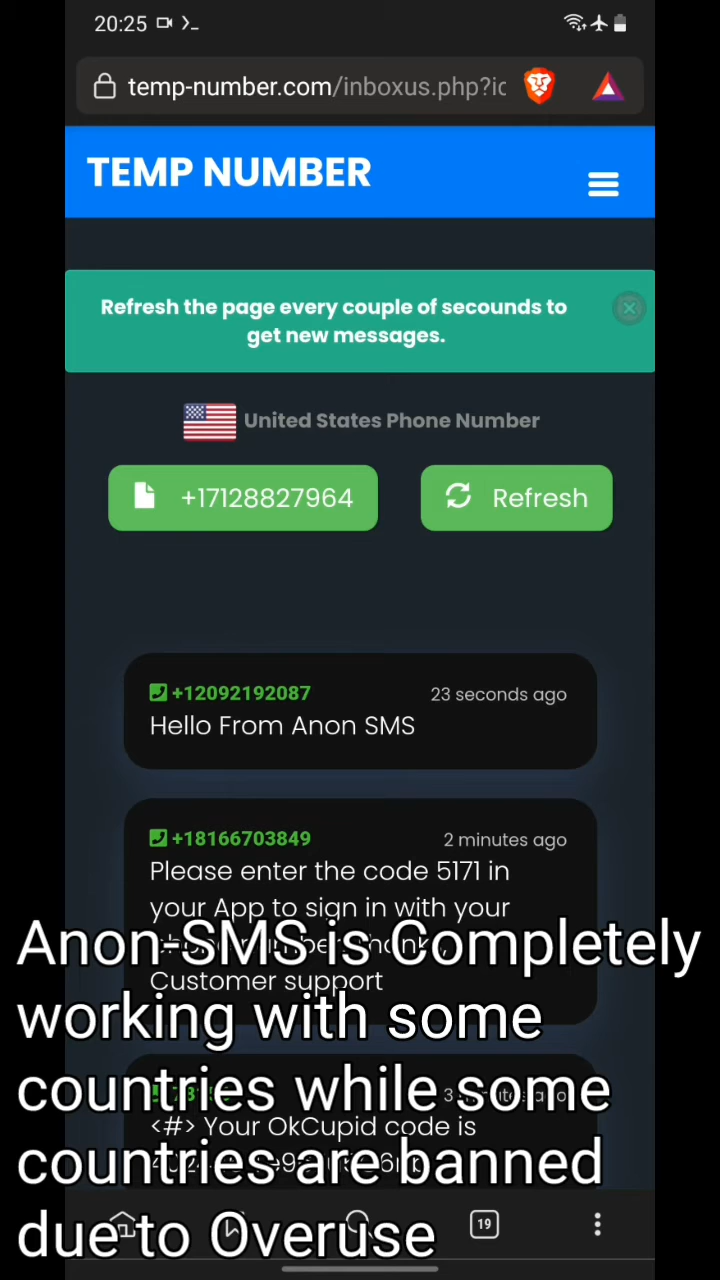 20:25
temp-number.com/inboxus.php?ic
TEMP NUMBER
Refresh the page every couple of secounds to
get new messages.
United States Phone Number
+17128827964
Refresh
+12092192087
23 seconds ago
Hello From Anon SMS
+18166703849
2 minutes ago
Please enter the code 5171 in
your App to sign in with your
Customer support
<#> Your OkCupid code is
Anon-SMS is Completely
working with some
countries while some
countries are banned
due to Overuse
19